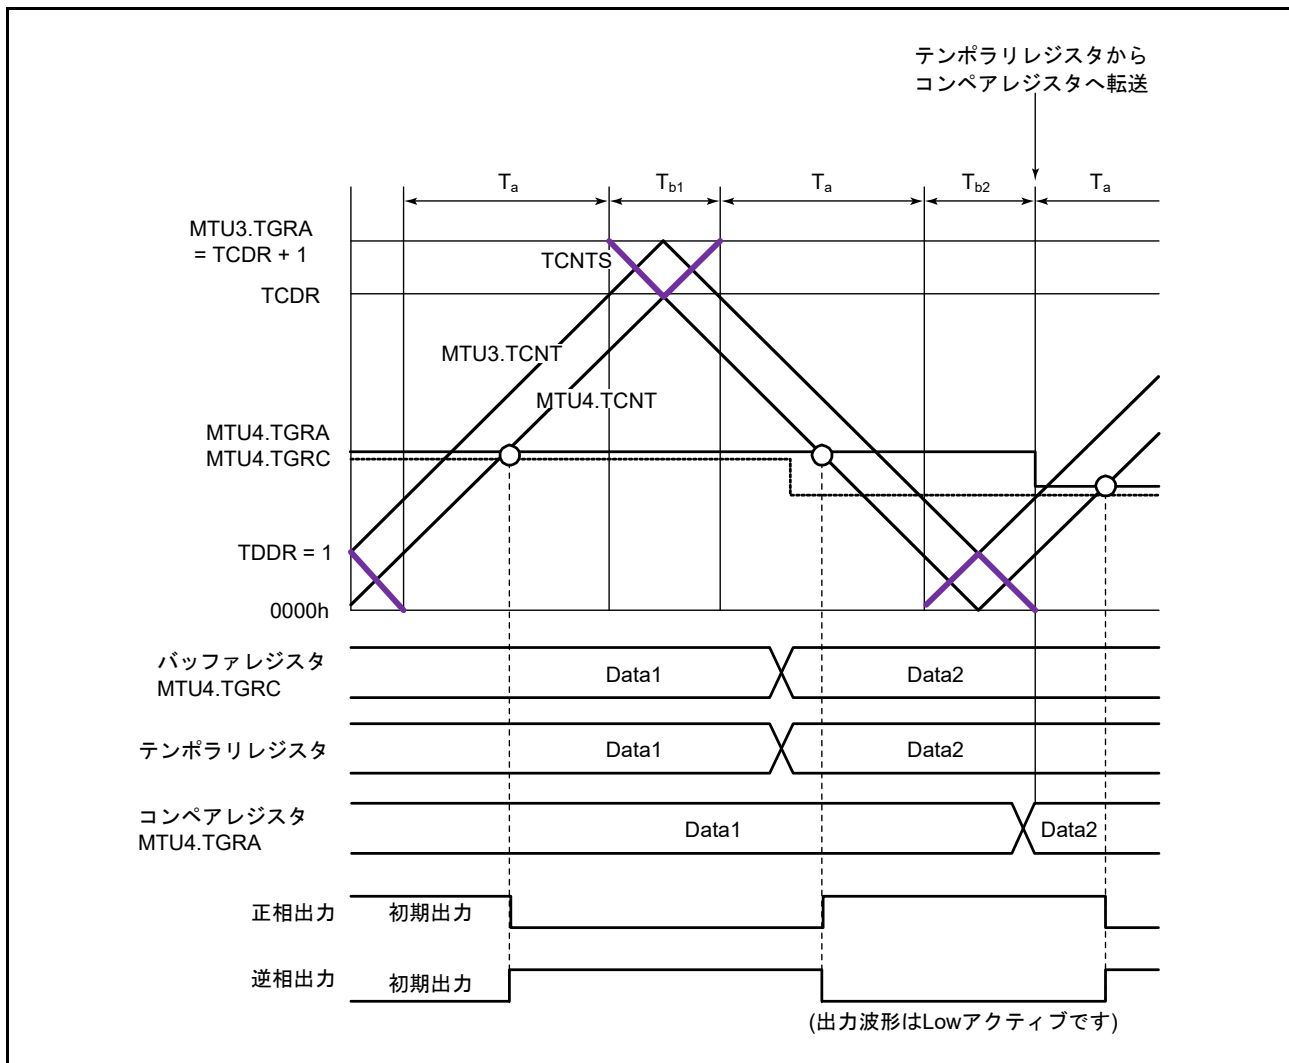 テンポラリレジスタから
コンペアレジスタへ転送
Ta
Tb1
Ta
Tb2
Ta
MTU3.TGRA
= TCDR + 1
TCNTS
TCDR
MTU3.TCNT
MTU4.TCNT
MTU4.TGRA
MTU4.TGRC
TDDR = 1
0000h
バッファレジスタ
MTU4.TGRC
Data1
Data2
テンポラリレジスタ
Data1
Data2
コンペアレジスタ
MTU4.TGRA
Data1
Data2
正相出力
初期出力
逆相出力
初期出力
(出力波形はLowアクティブです)